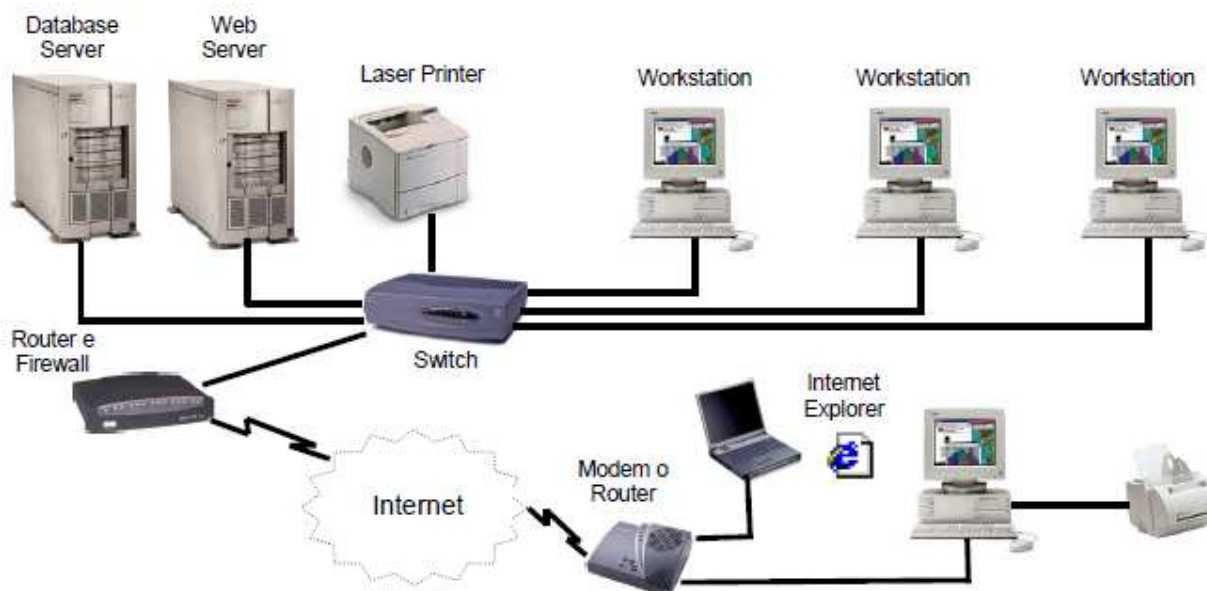 Database
Server
Web
Server
Laser Printer
Workstation
Workstation
Workstation
Router e
Firewall
Switch
Internet
Explorer
Modem o
Router
Internet